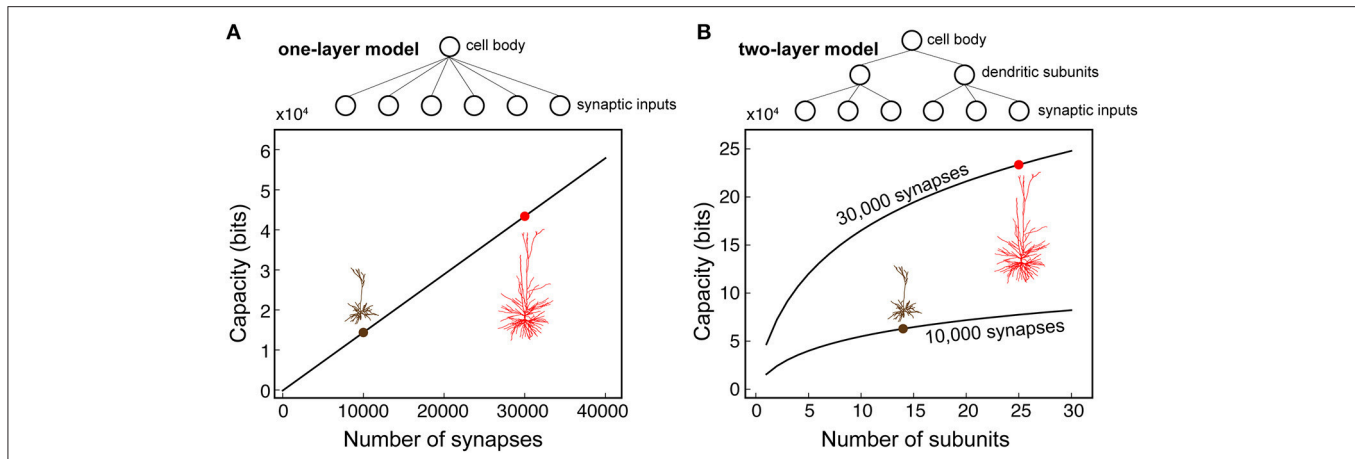 A
one-layer model
cell body
synaptic inputs
x10⁴
6
5
4
3
2
1
0
Capacity (bits)
0 10000 20000 30000 40000
Number of synapses
B
two-layer model
cell body
dendritic subunits
synaptic inputs
x10⁴
25
20
15
10
5
0
Capacity (bits)
30,000 synapses
10,000 synapses
0 5 10 15 20 25 30
Number of subunits